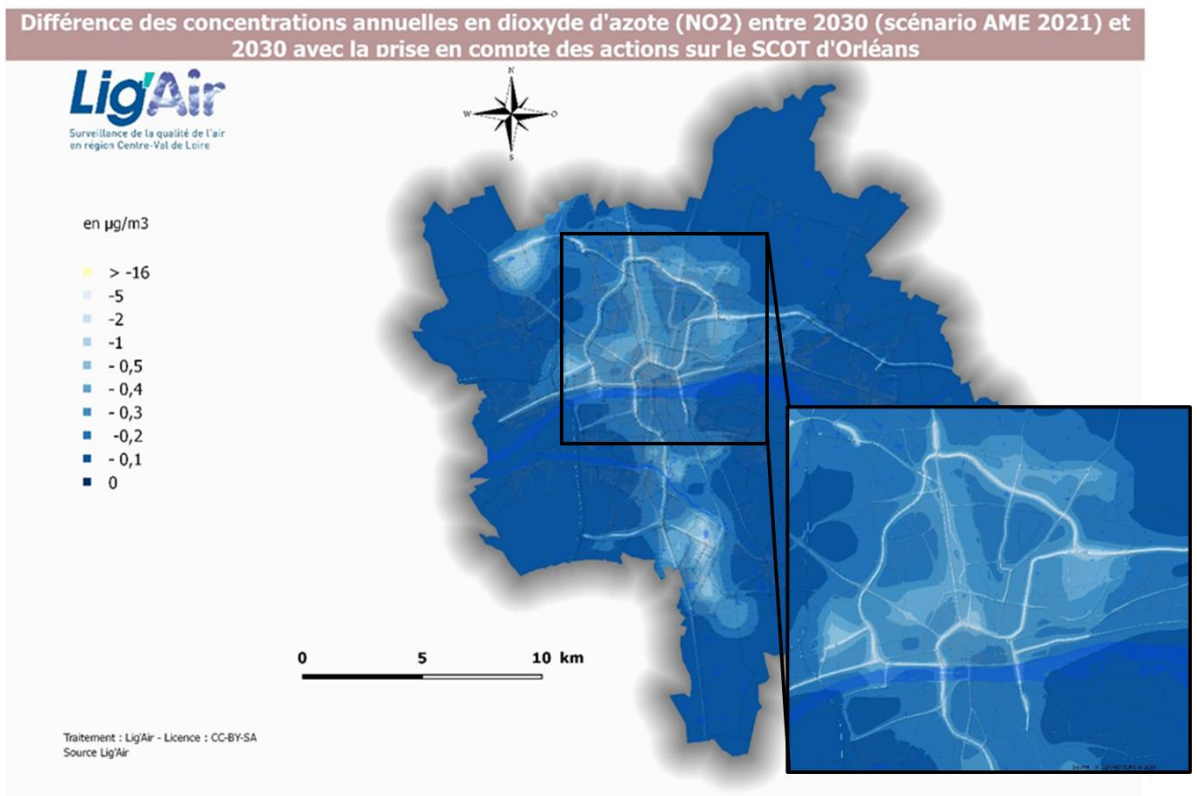 Différence des concentrations annuelles en dioxyde d'azote (NO2) entre 2030 (scénario AME 2021) et
2030 avec la prise en compte des actions sur le SCOT d'Orléans
Lig'Air
Surveillance de la qualité de l'air
en région Centre-Val de Loire
N
W
O
S
en µg/m3
> -16
-5
-2
-1
- 0,5
- 0,4
- 0,3
-0,2
- 0,1
0
0 5 10 km
Traitement : Lig'Air - Licence : CC-BY-SA
Source Lig'Air